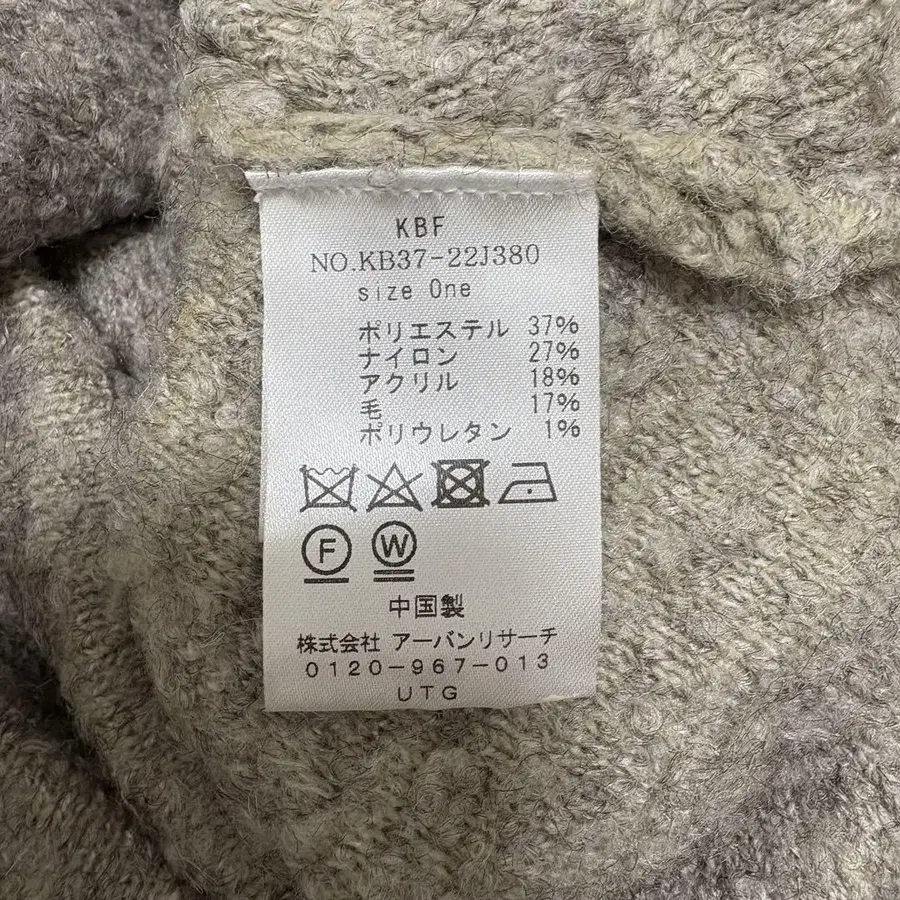 KBF
NO.KB37-22J380
size One
ポリエステル 37%
ナイロン 27%
アクリル 18%
毛 17%
ポリウレタン 1%
F W
中国製
株式会社 アーバンリサーチ
0120-967-013
UTG